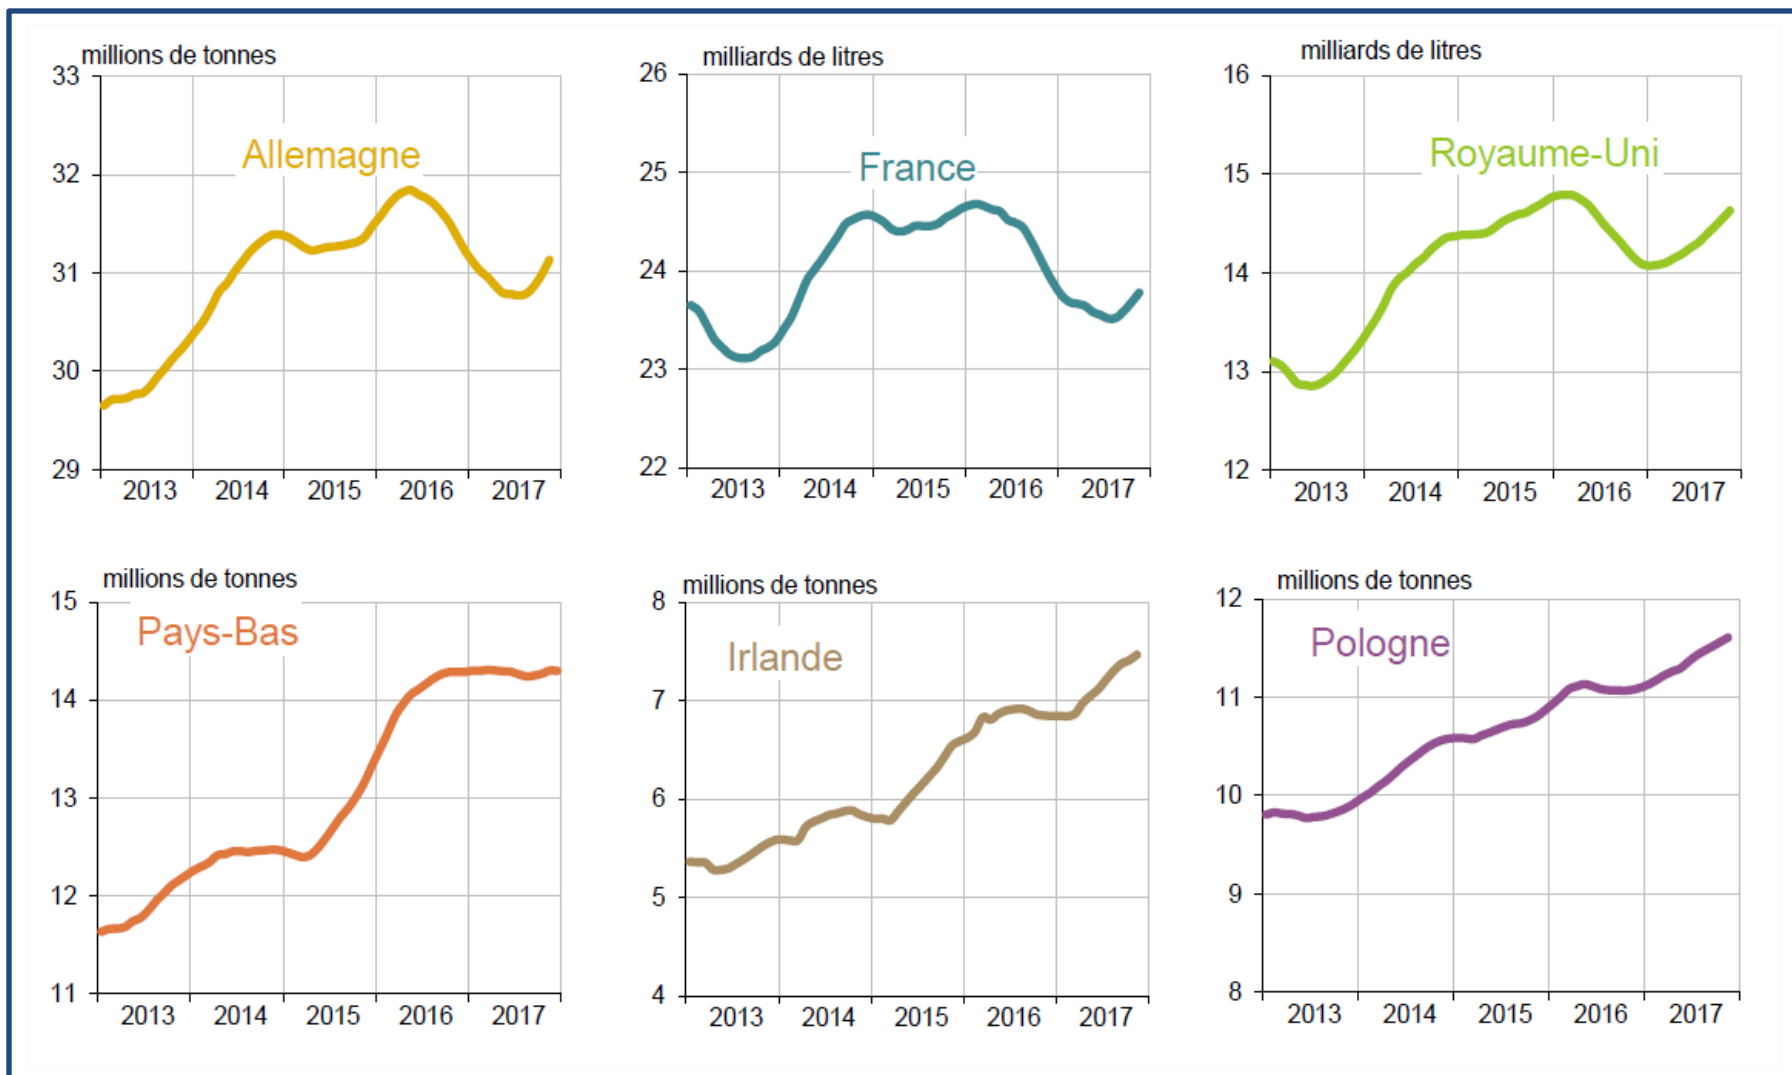 millions de tonnes
33
32
31
30
29
Allemagne
2013 2014 2015 2016 2017
milliards de litres
26
25
24
23
22
France
2013 2014 2015 2016 2017
milliards de litres
16
15
14
13
12
Royaume-Uni
2013 2014 2015 2016 2017
millions de tonnes
15
14
13
12
11
Pays-Bas
2013 2014 2015 2016 2017
millions de tonnes
8
7
6
5
4
Irlande
2013 2014 2015 2016 2017
millions de tonnes
12
11
10
9
8
Pologne
2013 2014 2015 2016 2017